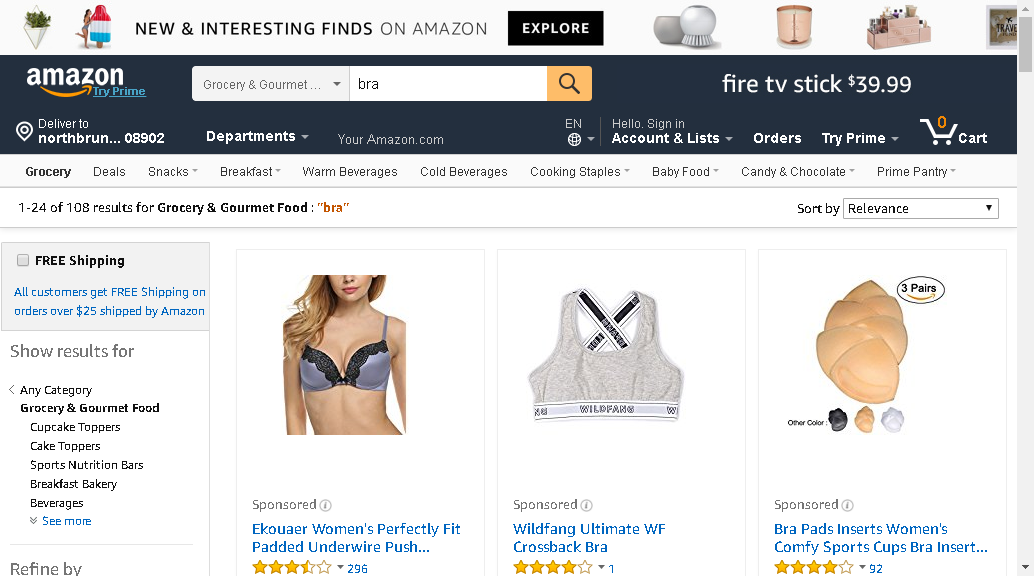 NEW & INTERESTING FINDS ON AMAZON
EXPLORE
TRAVEL
amazon
Try Prime
Grocery & Gourmet ...
bra
fire tv stick $39.99
Deliver to
northbrun... 08902
Departments
Your Amazon.com
EN
Hello. Sign in
Account & Lists
Orders
Try Prime
0
Cart
Grocery
Deals
Snacks
Breakfast
Warm Beverages
Cold Beverages
Cooking Staples
Baby Food
Candy & Chocolate
Prime Pantry
1-24 of 108 results for Grocery & Gourmet Food : "bra"
Sort by Relevance
FREE Shipping
All customers get FREE Shipping on
orders over $25 shipped by Amazon
Show results for
Any Category
Grocery & Gourmet Food
Cupcake Toppers
Cake Toppers
Sports Nutrition Bars
Breakfast Bakery
Beverages
See more
Refine by
Sponsored
Ekouaer Women's Perfectly Fit
Padded Underwire Push...
296
WILDFANG
Sponsored
Wildfang Ultimate WF
Crossback Bra
1
3 Pairs
Other Color :
Sponsored
Bra Pads Inserts Women's
Comfy Sports Cups Bra Insert...
92